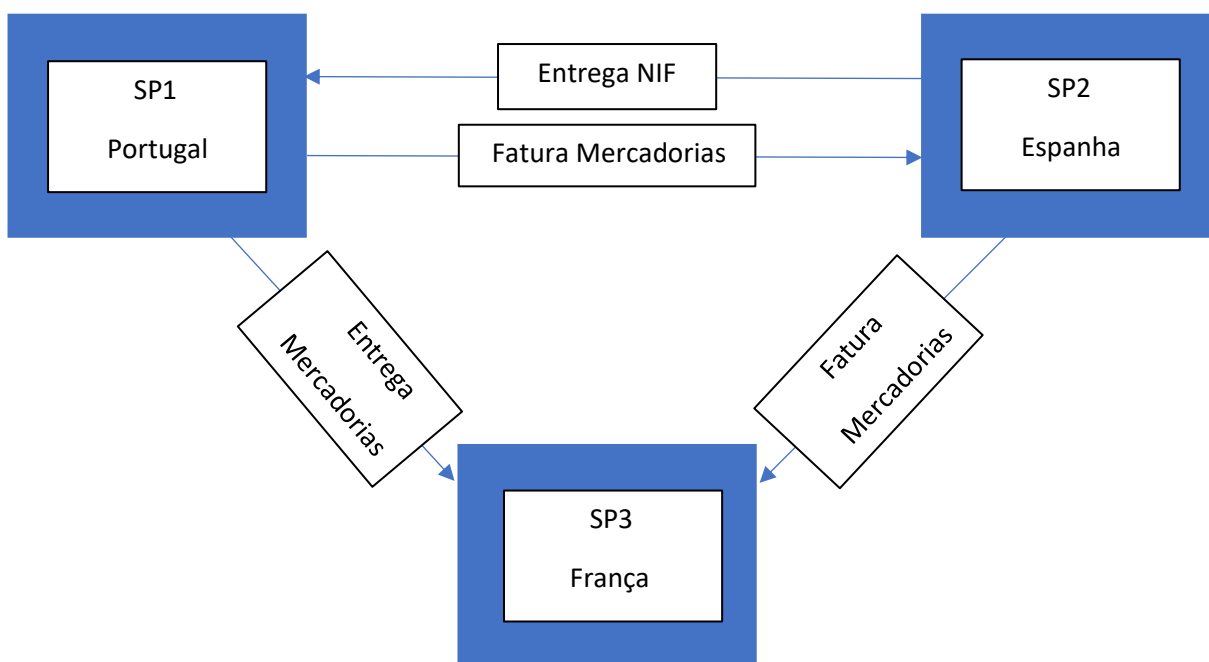 SP1
Portugal
Entrega NIF
SP2
Espanha
Fatura Mercadorias
Entrega
Mercadorias
Fatura
Mercadorias
SP3
França